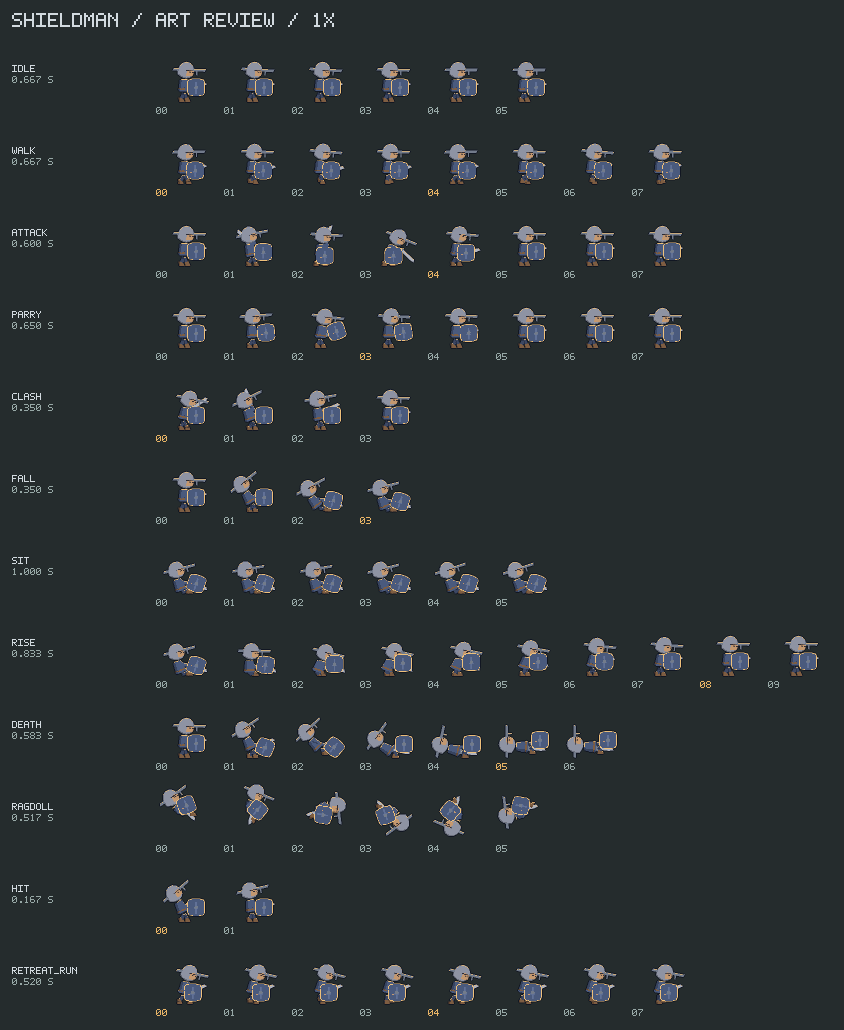 SHIELDMAN / ART REVIEW / 1X
IDLE
0.667 S
00 01 02 03 04 05
WALK
0.667 S
00 01 02 03 04 05 06 07
ATTACK
0.600 S
00 01 02 03 04 05 06 07
PARRY
0.650 S
00 01 02 03 04 05 06 07
CLASH
0.350 S
00 01 02 03
FALL
0.350 S
00 01 02 03
SIT
1.000 S
00 01 02 03 04 05
RISE
0.833 S
00 01 02 03 04 05 06 07 08 09
DEATH
0.583 S
00 01 02 03 04 05 06
RAGDOLL
0.517 S
00 01 02 03 04 05
HIT
0.167 S
00 01
RETREAT_RUN
0.520 S
00 01 02 03 04 05 06 07